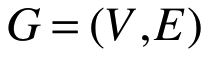 G = (V,E)